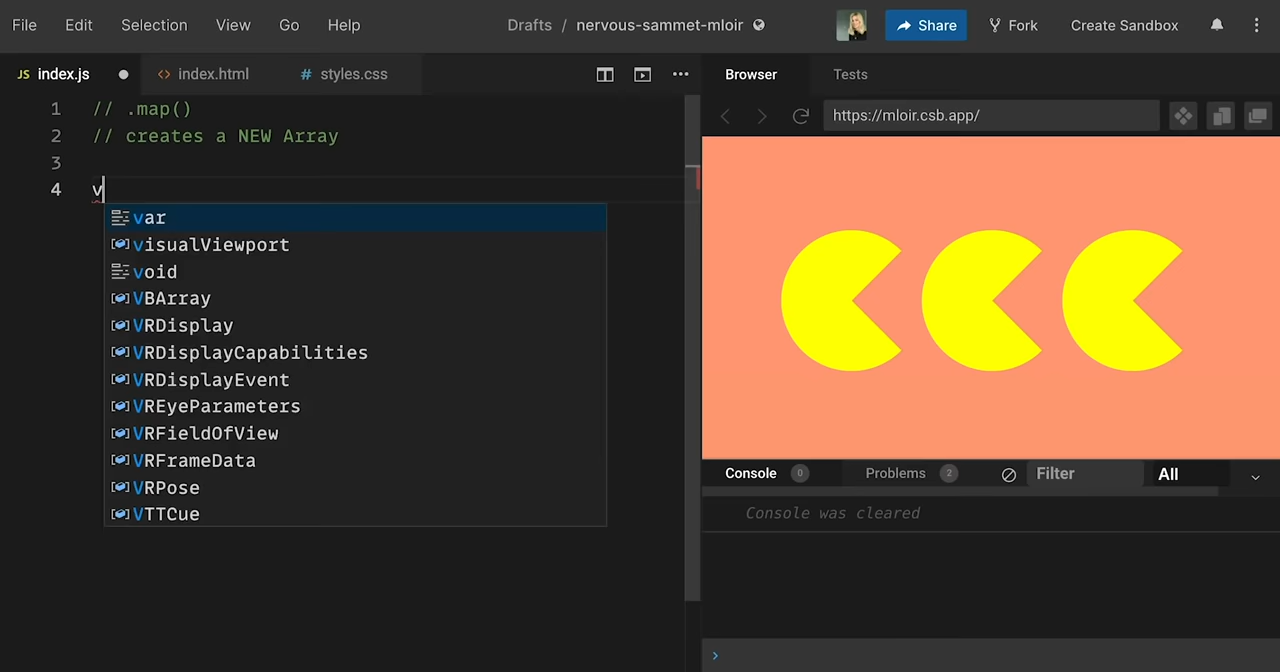 File Edit Selection View Go Help Drafts / nervous-sammet-mloir Share Fork Create Sandbox
JS index.js <> index.html # styles.css ••• Browser Tests
https://mloir.csb.app/
1 // .map()
2 // creates a NEW Array
3
4 v
var
visualViewport
void
VBArray
VRDisplay
VRDisplayCapabilities
VRDisplayEvent
VREyeParameters
VRFieldOfView
VRFrameData
VRPose
VTTCue
Console 0 Problems 2 Filter All
Console was cleared
>